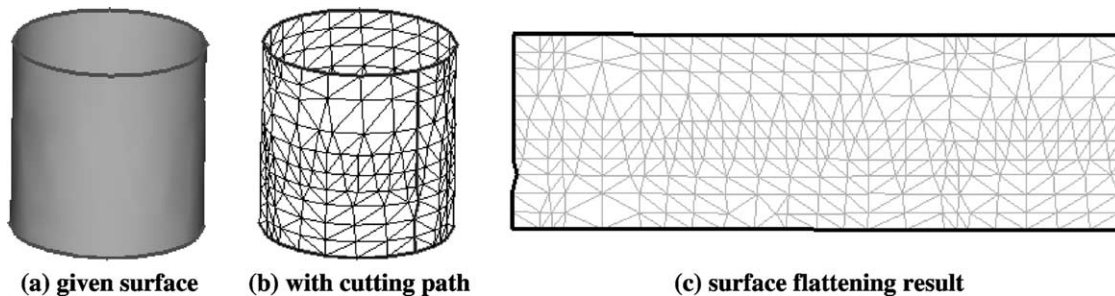 (a) given surface
(b) with cutting path
(c) surface flattening result